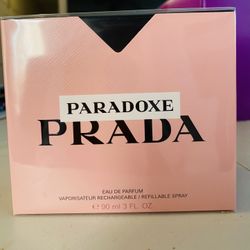 PARADOXE
PRADA
EAU DE PARFUM
VAPORISATEUR RECHARGEABLE / REFILLABLE SPRAY
℮ 90 ml 3 FL. OZ.